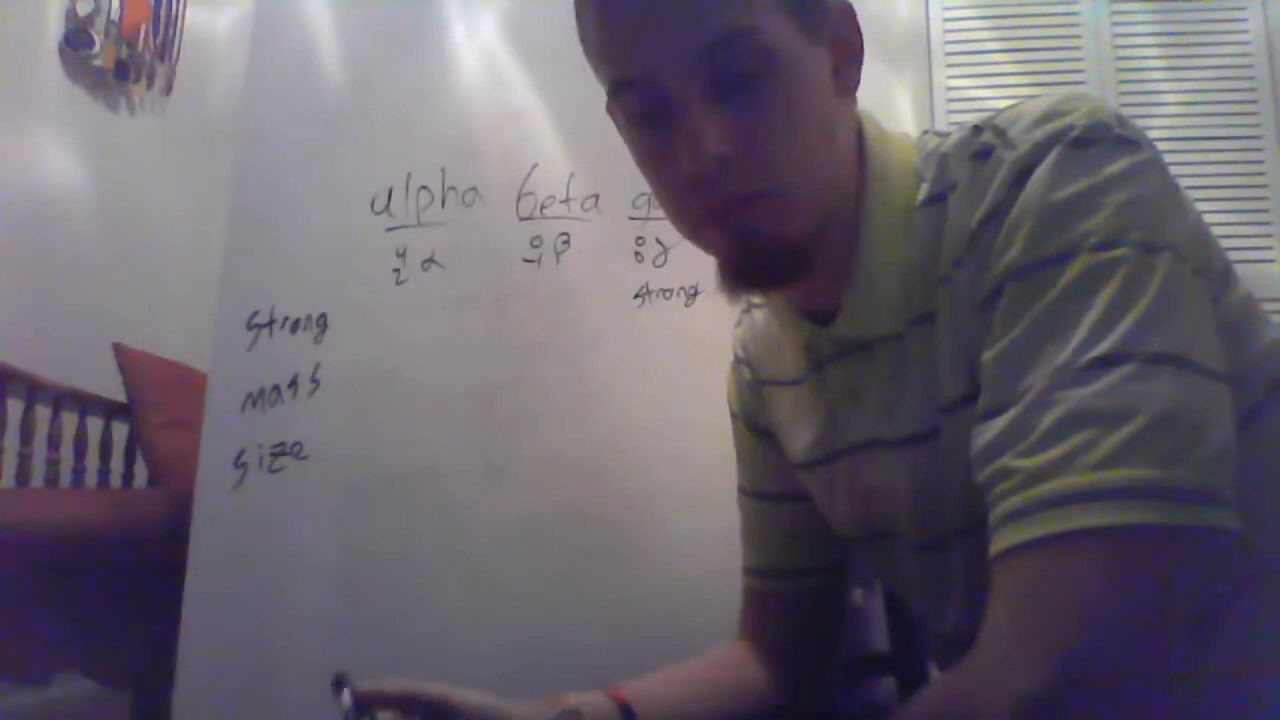 alpha beta
4 2 α 0 -1 β 0 0 γ
strong
strong
mass
size